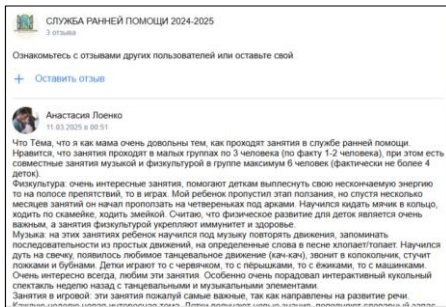 СЛУЖБА РАННЕЙ ПОМОЩИ 2024-2025
3 отзыва
Ознакомьтесь с отзывами других пользователей или оставьте свой
+ Оставить отзыв
Анастасия Лоенко
11.03.2025 в 00:51
Что Тёма, что я как мама очень довольны тем, как проходят занятия в службе ранней помощи.
Нравится, что занятия проходят в малых группах по 3 человека (по факту 1-2 человека), при этом есть
совместные занятия музыкой и физкультурой в группе максимум 6 человек (фактически не более 4
деток).
Физкультура: очень интересные занятия, помогают деткам выплеснуть свою нескончаемую энергию
то на полосе препятствий, то в играх. Мой ребенок пропустил этап ползания, но спустя несколько
месяцев занятий он начал проползать на четвереньках под арками. Научился кидать мячик в кольцо,
ходить по скамейке, ходить змейкой. Считаю, что физическое развитие для деток является очень
важным, а занятия физкультурой укрепляют иммунитет и здоровье.
Музыка: на этих занятиях ребенок научился под музыку повторять движения, запоминать
последовательности из простых движений, на определенные слова в песне хлопает/топает. Научился
дуть на свечку, появилось любимое танцевальное движение (кач-кач), звонит в колокольчик, стучит
ложками и бубнами. Детки играют то с червячком, то с пёрышками, то с ёжиками, то с машинками.
Очень интересно всегда, любим эти занятия. Особенно очень порадовал интерактивный кукольный
спектакль неделю назад с танцевальными и музыкальными элементами.
Занятия в игровой: эти занятия пожалуй самые важные, так как направлены на развитие речи.